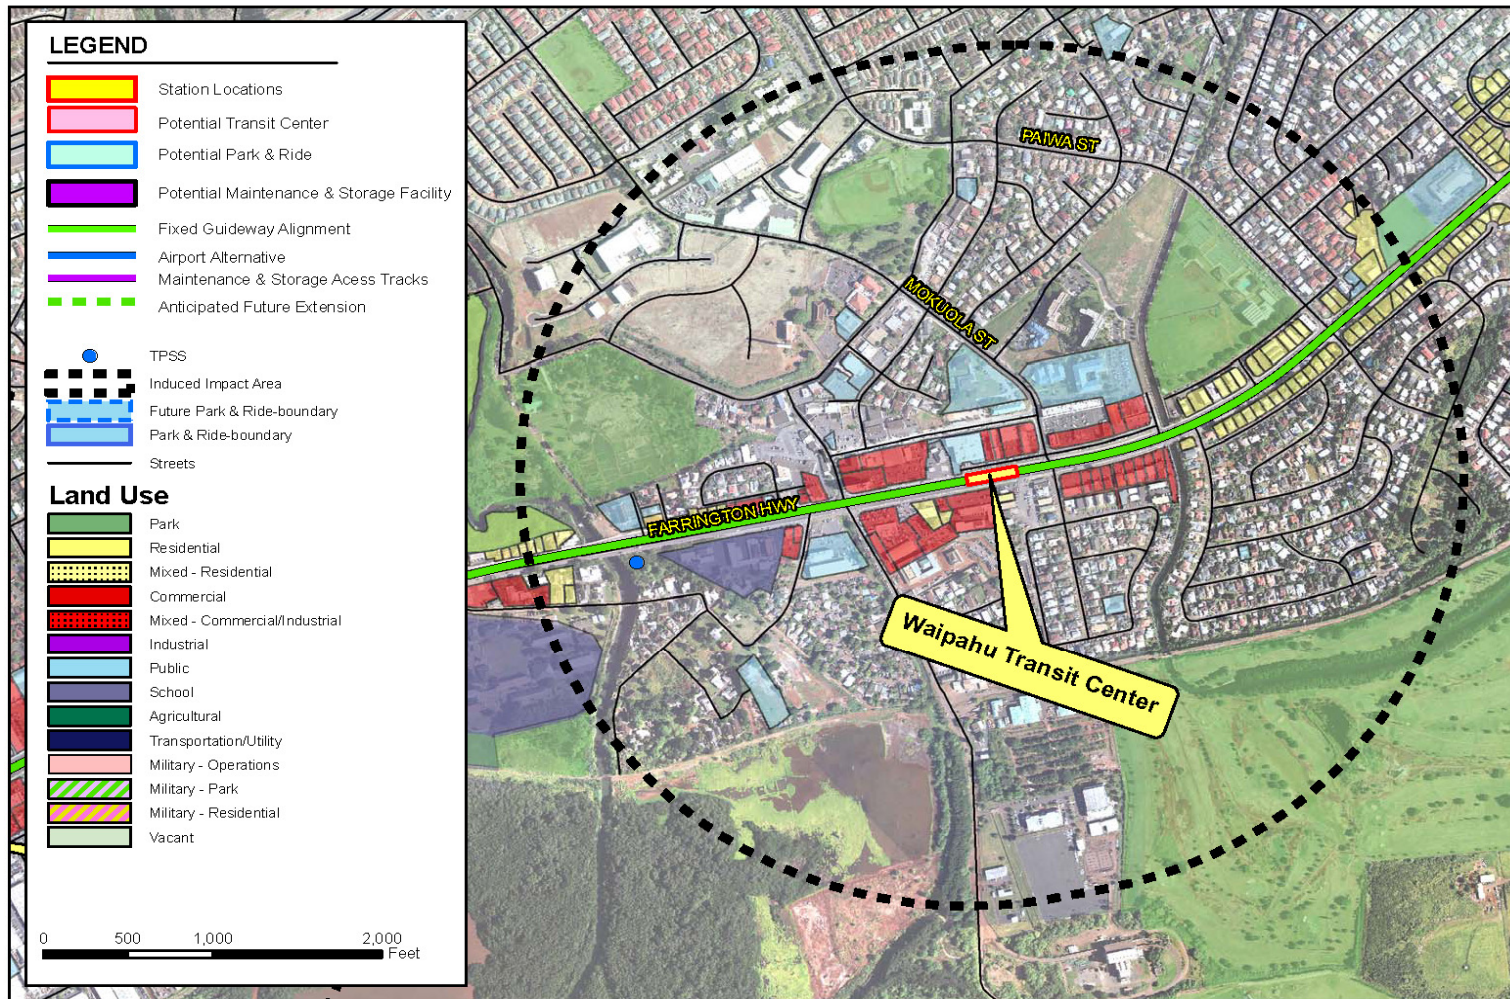 LEGEND
Station Locations
Potential Transit Center
Potential Park & Ride
Potential Maintenance & Storage Facility
Fixed Guideway Alignment
Airport Alternative
Maintenance & Storage Acess Tracks
Anticipated Future Extension
TPSS
Induced Impact Area
Future Park & Ride-boundary
Park & Ride-boundary
Streets
Land Use
Park
Residential
Mixed - Residential
Commercial
Mixed - Commercial/Industrial
Industrial
Public
School
Agricultural
Transportation/Utility
Military - Operations
Military - Park
Military - Residential
Vacant
0 500 1,000 2,000
Feet
PAIWA ST
MOKUOLA ST
FARRINGTON HWY
Waipahu Transit Center